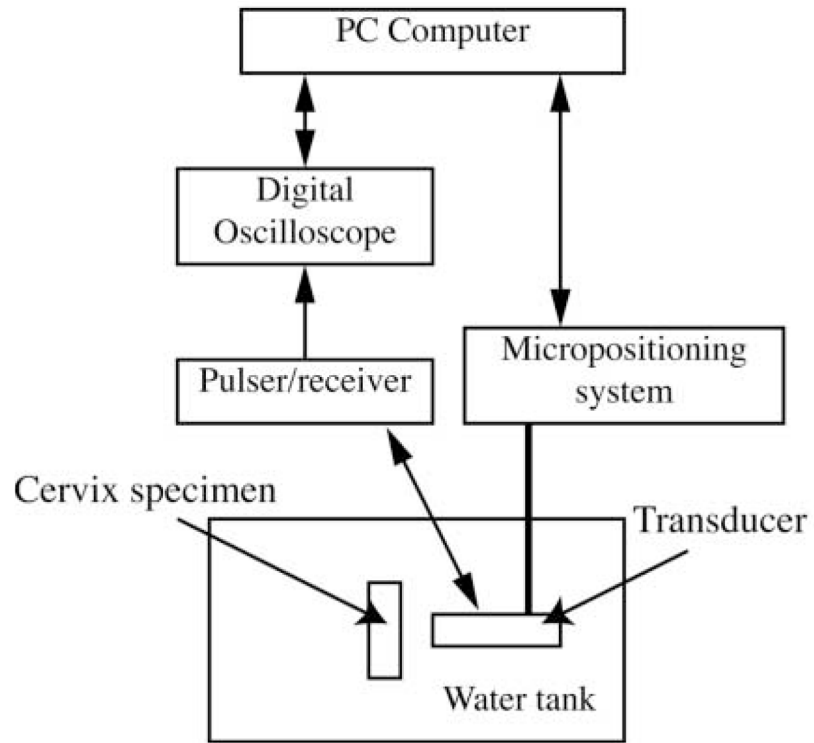 PC Computer
Digital
Oscilloscope
Pulser/receiver
Micropositioning
system
Cervix specimen
Transducer
Water tank